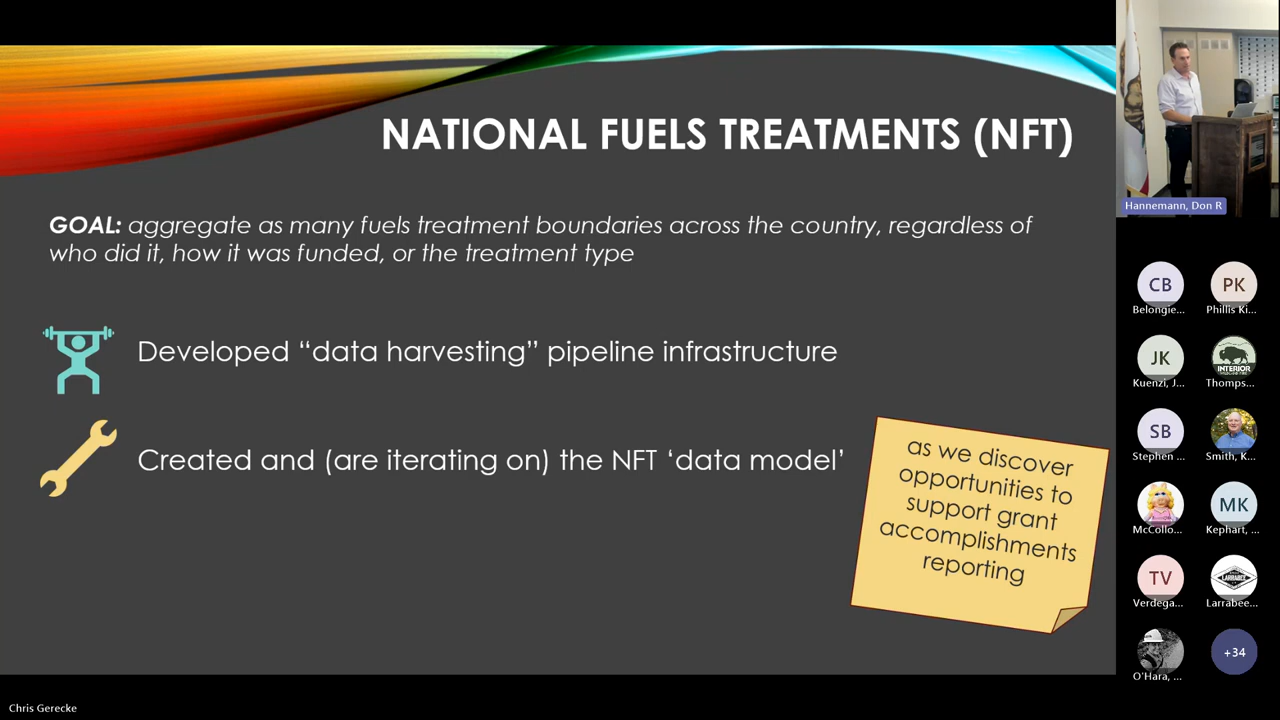 NATIONAL FUELS TREATMENTS (NFT)
GOAL: aggregate as many fuels treatment boundaries across the country, regardless of
who did it, how it was funded, or the treatment type
Developed “data harvesting” pipeline infrastructure
Created and (are iterating on) the NFT ‘data model’
as we discover
opportunities to
support grant
accomplishments
reporting
Hannemann, Don R
CB
PK
Belongie...
Phillis Ki...
JK
INTERIOR
Kuenzi, J...
Thomps...
SB
Stephen ...
Smith, K...
MK
McCollo...
Kephart, ...
TV
LARRABEE
Verdega...
Larrabee...
+34
O'Hara, ...
Chris Gerecke